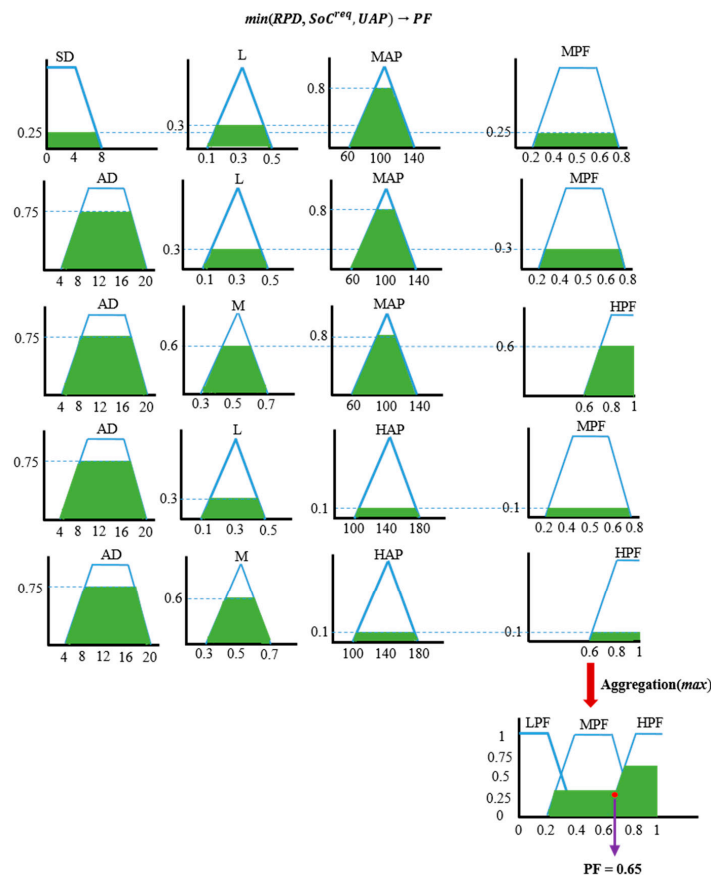 min(RPD, SoC^req, UAP) → PF
SD L MAP MPF
0.25 0.3 0.8 0.25
0 4 8 0.1 0.3 0.5 60 100 140 0.2 0.4 0.5 0.6 0.8
AD L MAP MPF
0.75 0.3 0.8 0.3
4 8 12 16 20 0.1 0.3 0.5 60 100 140 0.2 0.4 0.5 0.6 0.8
AD M MAP HPF
0.75 0.6 0.8 0.6
4 8 12 16 20 0.3 0.5 0.7 60 100 140 0.6 0.8 1
AD L HAP MPF
0.75 0.3 0.1 0.1
4 8 12 16 20 0.1 0.3 0.5 100 140 180 0.2 0.4 0.5 0.6 0.8
AD M HAP HPF
0.75 0.6 0.1 0.1
4 8 12 16 20 0.3 0.5 0.7 100 140 180 0.6 0.8 1
Aggregation(max)
LPF MPF HPF
1
0.75
0.5
0.25
0
0 0.2 0.4 0.6 0.8 1
PF = 0.65